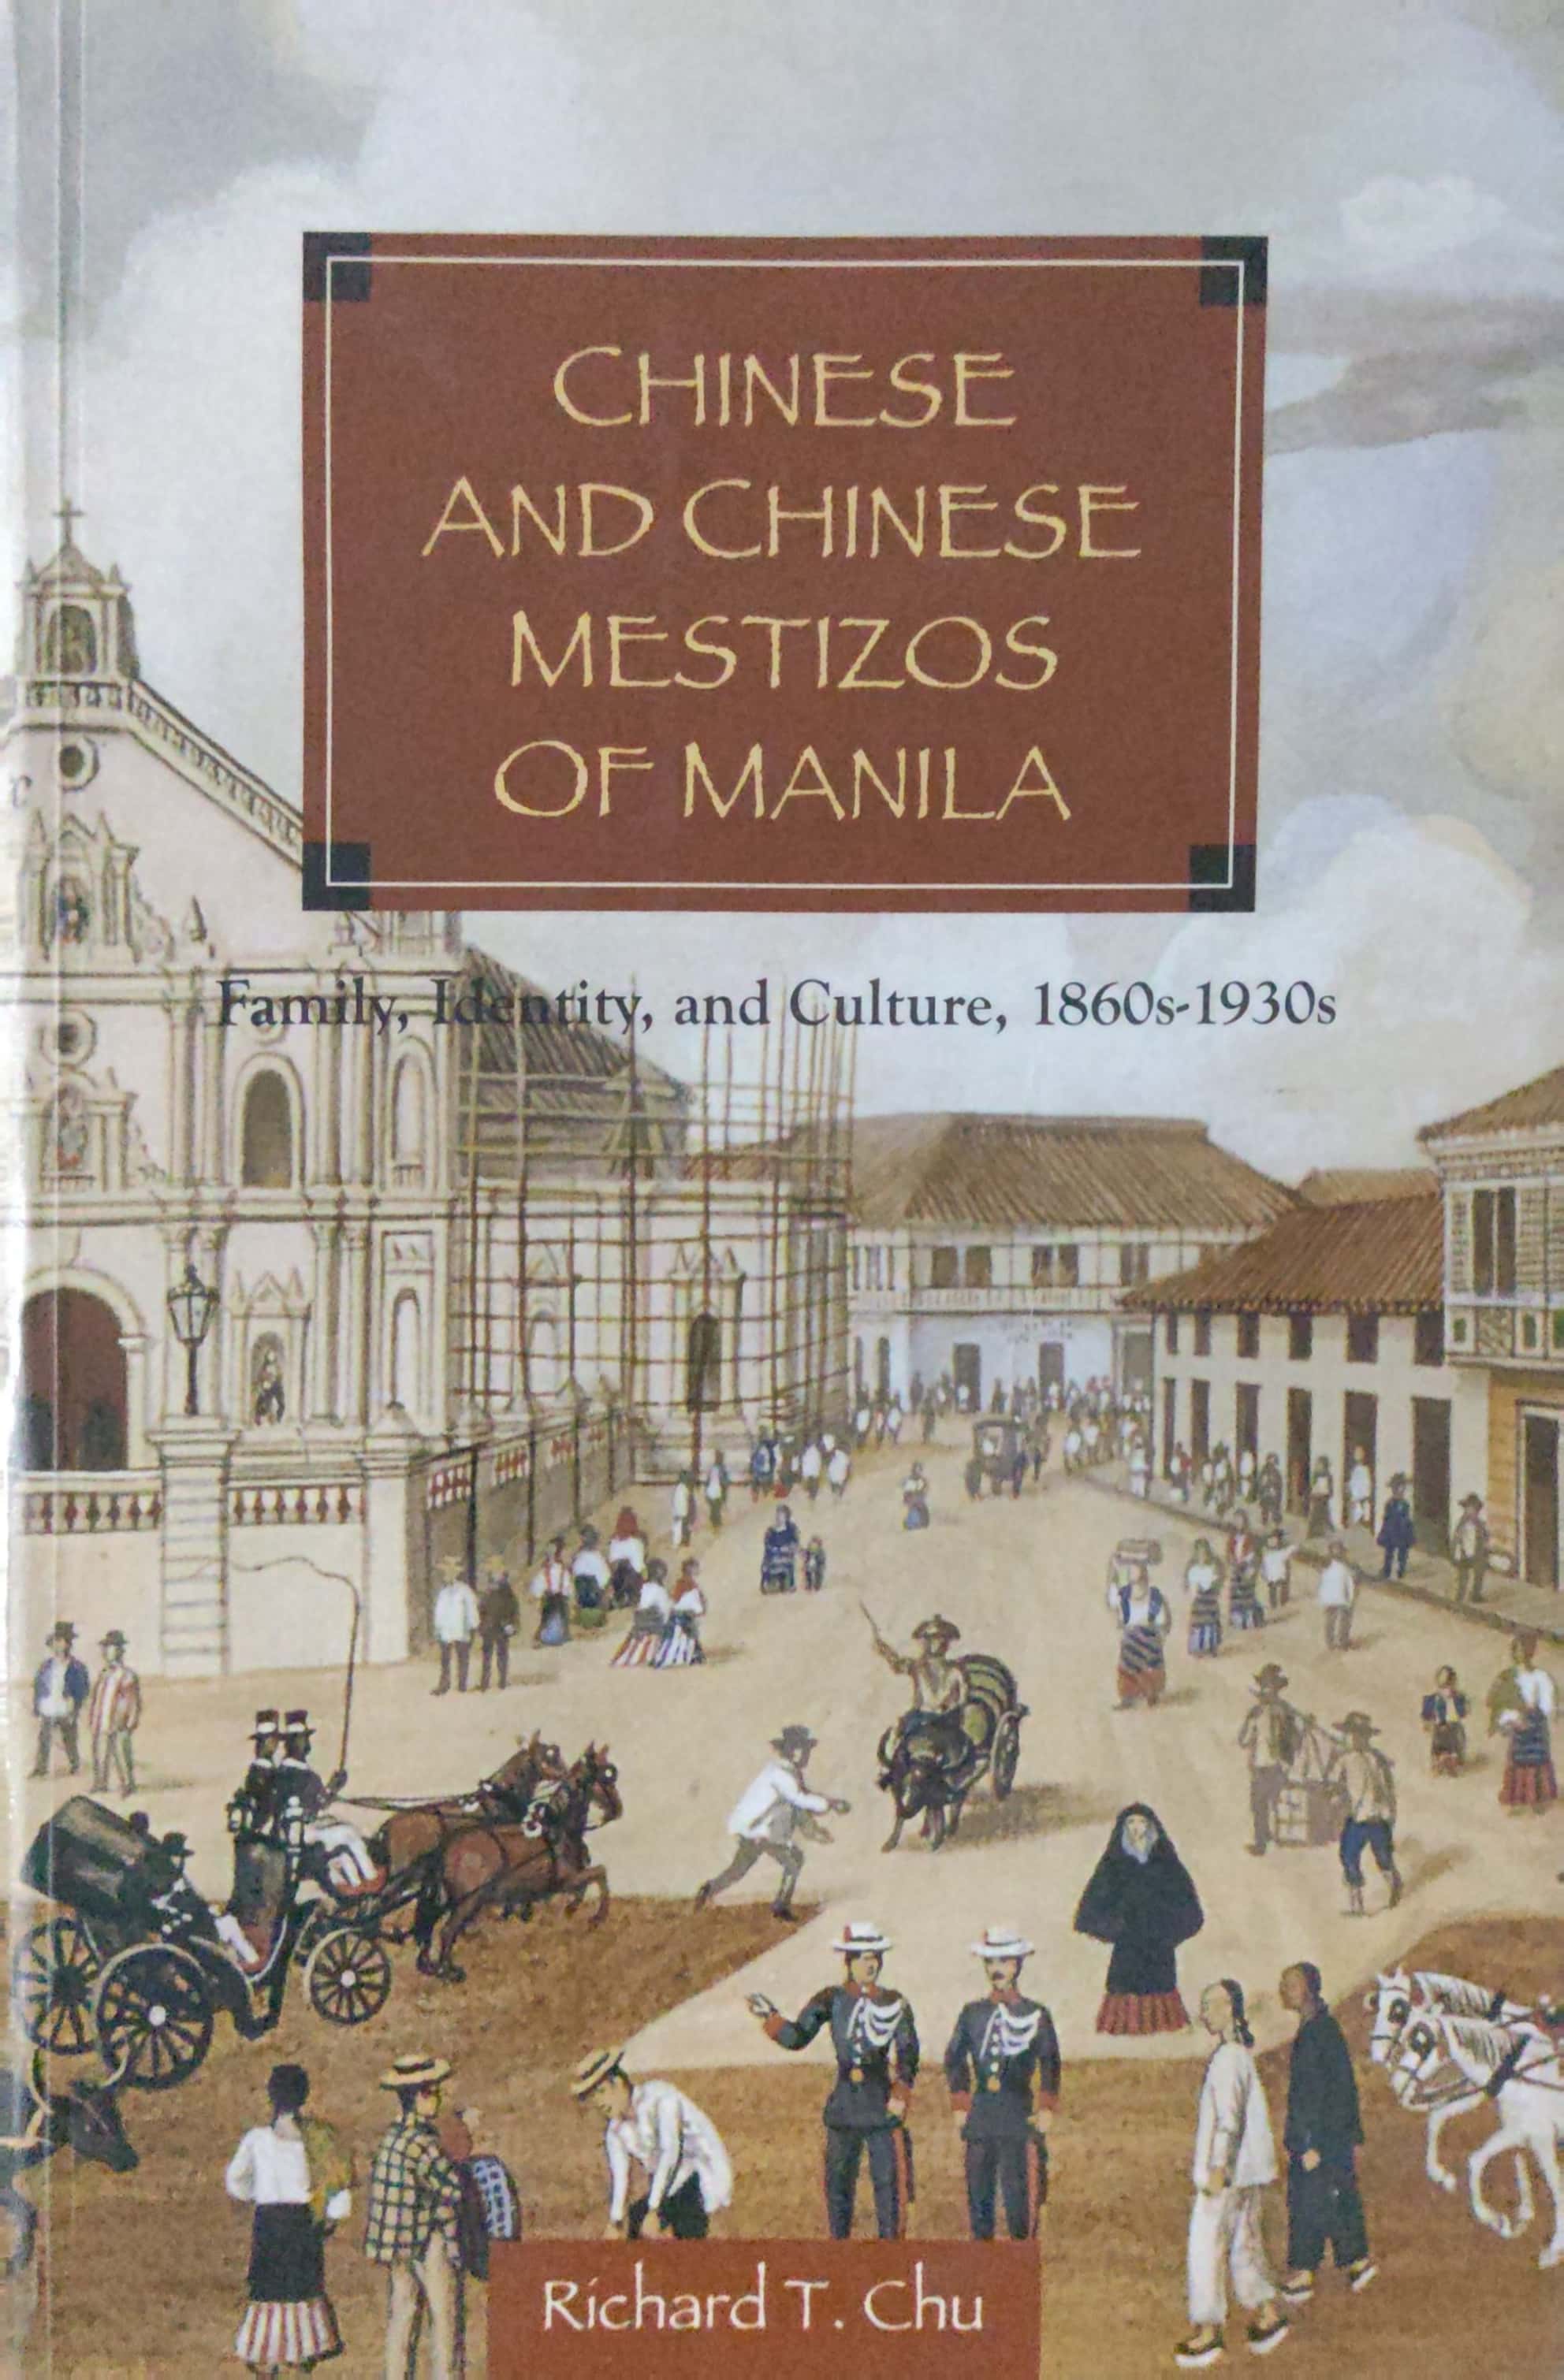 CHINESE
AND CHINESE
MESTIZOS
OF MANILA
Family, Identity, and Culture, 1860s-1930s
Richard T. Chu